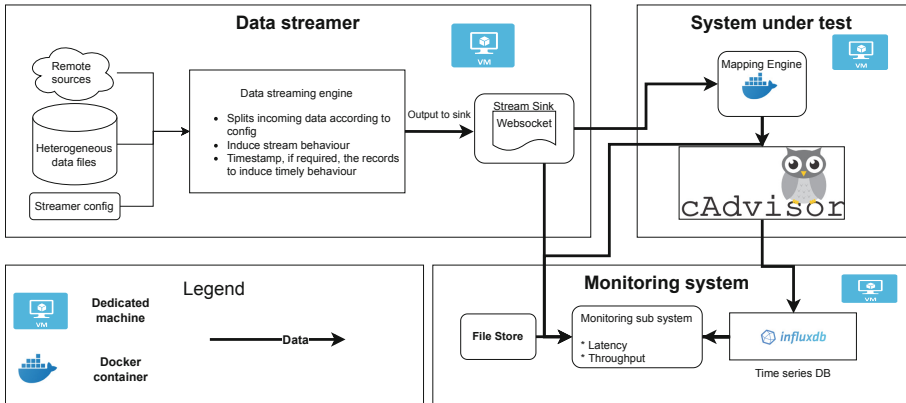 Data streamer
VM
Remote
sources
Heterogeneous
data files
Streamer config
Data streaming engine
• Splits incoming data according to
config
• Induce stream behaviour
• Timestamp, if required, the records
to induce timely behaviour
Output to sink
Stream Sink
Websocket
System under test
VM
Mapping Engine
cAdvisor
Legend
VM
Dedicated
machine
Docker
container
Data
Monitoring system
VM
File Store
Monitoring sub system
* Latency
* Throughput
influxdb
Time series DB